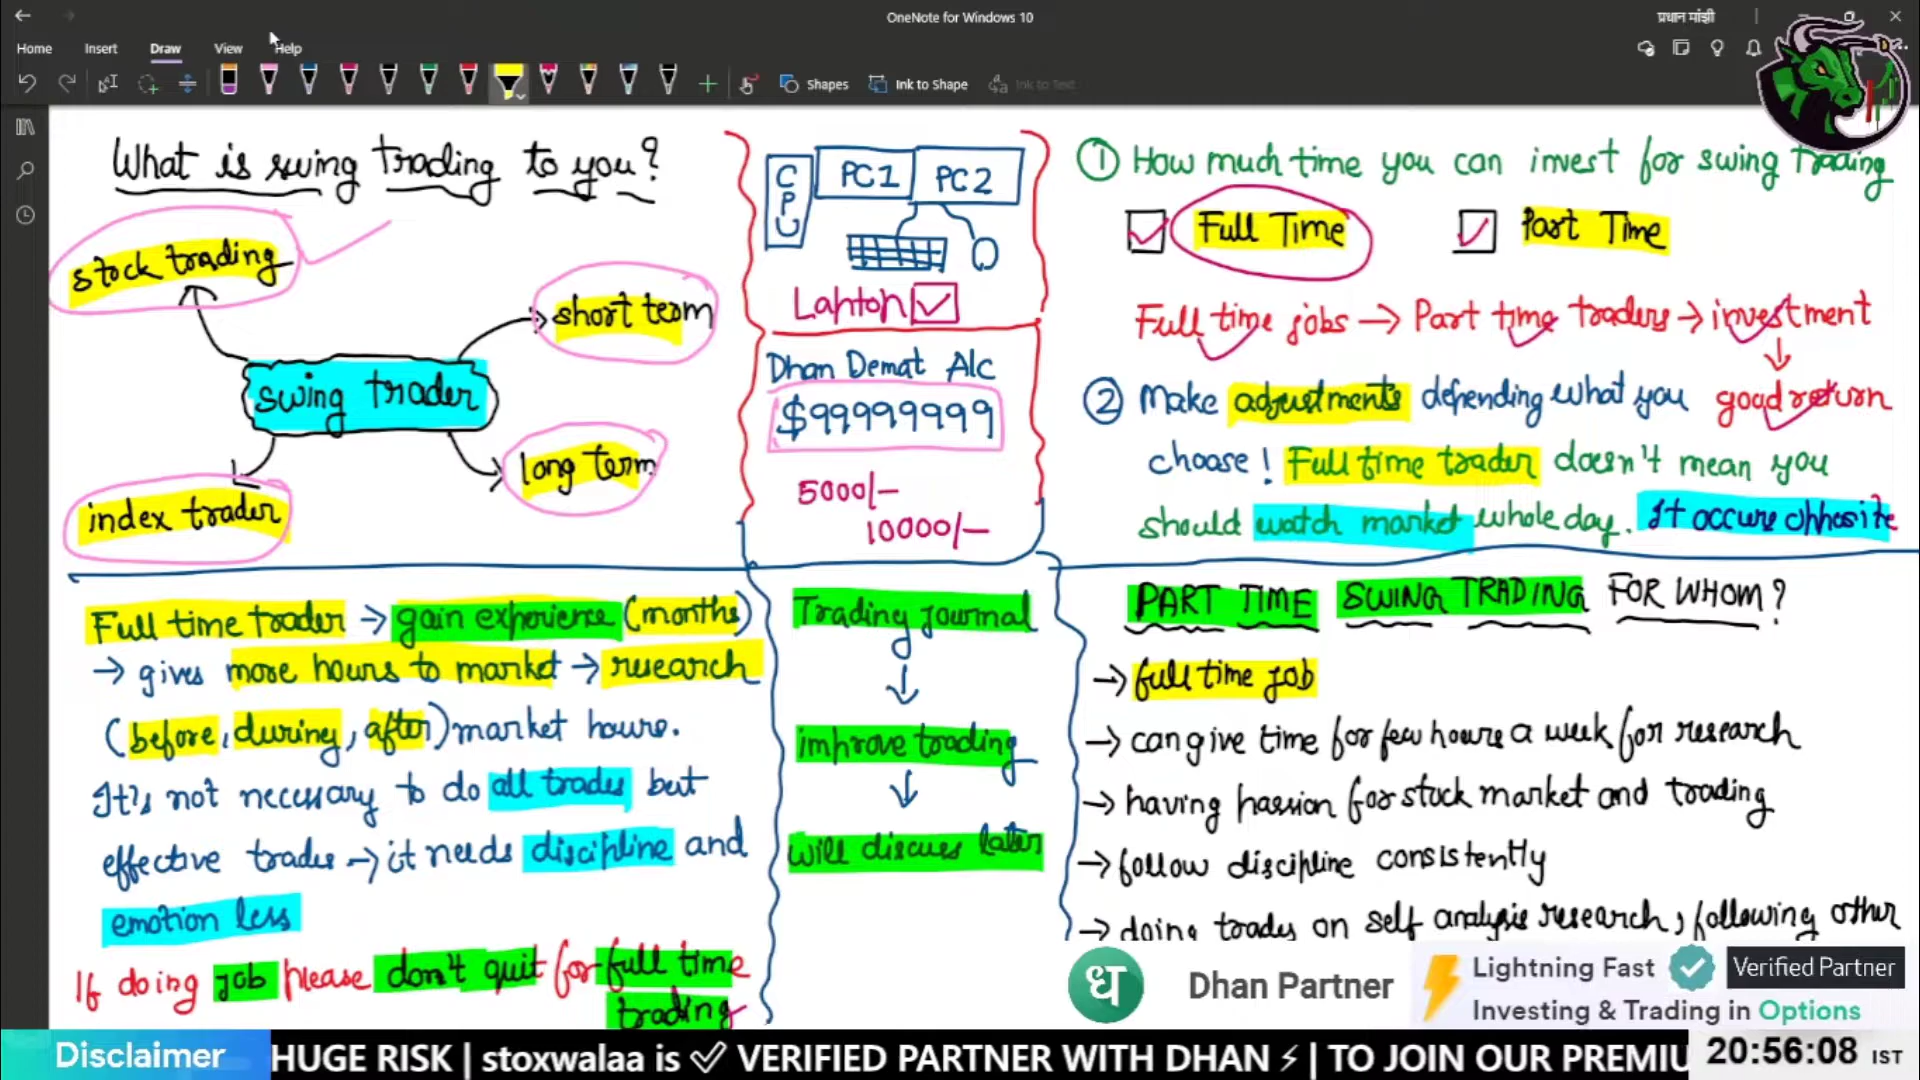 OneNote for Windows 10
प्रधान मांझी
Home Insert Draw View Help
Shapes Ink to Shape Ink to Text
What is swing trading to you?
stock trading
short term
swing trader
long term
index trader
CPU PC1 PC2
Laptop
Dhan Demat A/c
$99999999
5000/-
10000/-
① How much time you can invest for swing trading
Full Time Part Time
Full time jobs → Part time traders → investment
↓
② Make adjustments depending what you good return
choose! Full time trader doesn't mean you
should watch market whole day. It occurs opposite
Full time trader → gain experience (months)
→ gives more hours to market → research
(before, during, after) market hours.
It's not necessary to do all trades but
effective trades → it needs discipline and
emotion less
If doing job please don't quit for full time
trading
Trading journal
↓
improve trading
↓
will discuss later
PART TIME SWING TRADING FOR WHOM?
→ full time job
→ can give time for few hours a week for research
→ having passion for stock market and trading
→ follow discipline consistently
→ doing trades on self analysis research, following other
ध Dhan Partner
Lightning Fast Verified Partner
Investing & Trading in Options
Disclaimer HUGE RISK | stoxwalaa is ✅ VERIFIED PARTNER WITH DHAN ⚡ | TO JOIN OUR PREMIU 20:56:08 IST